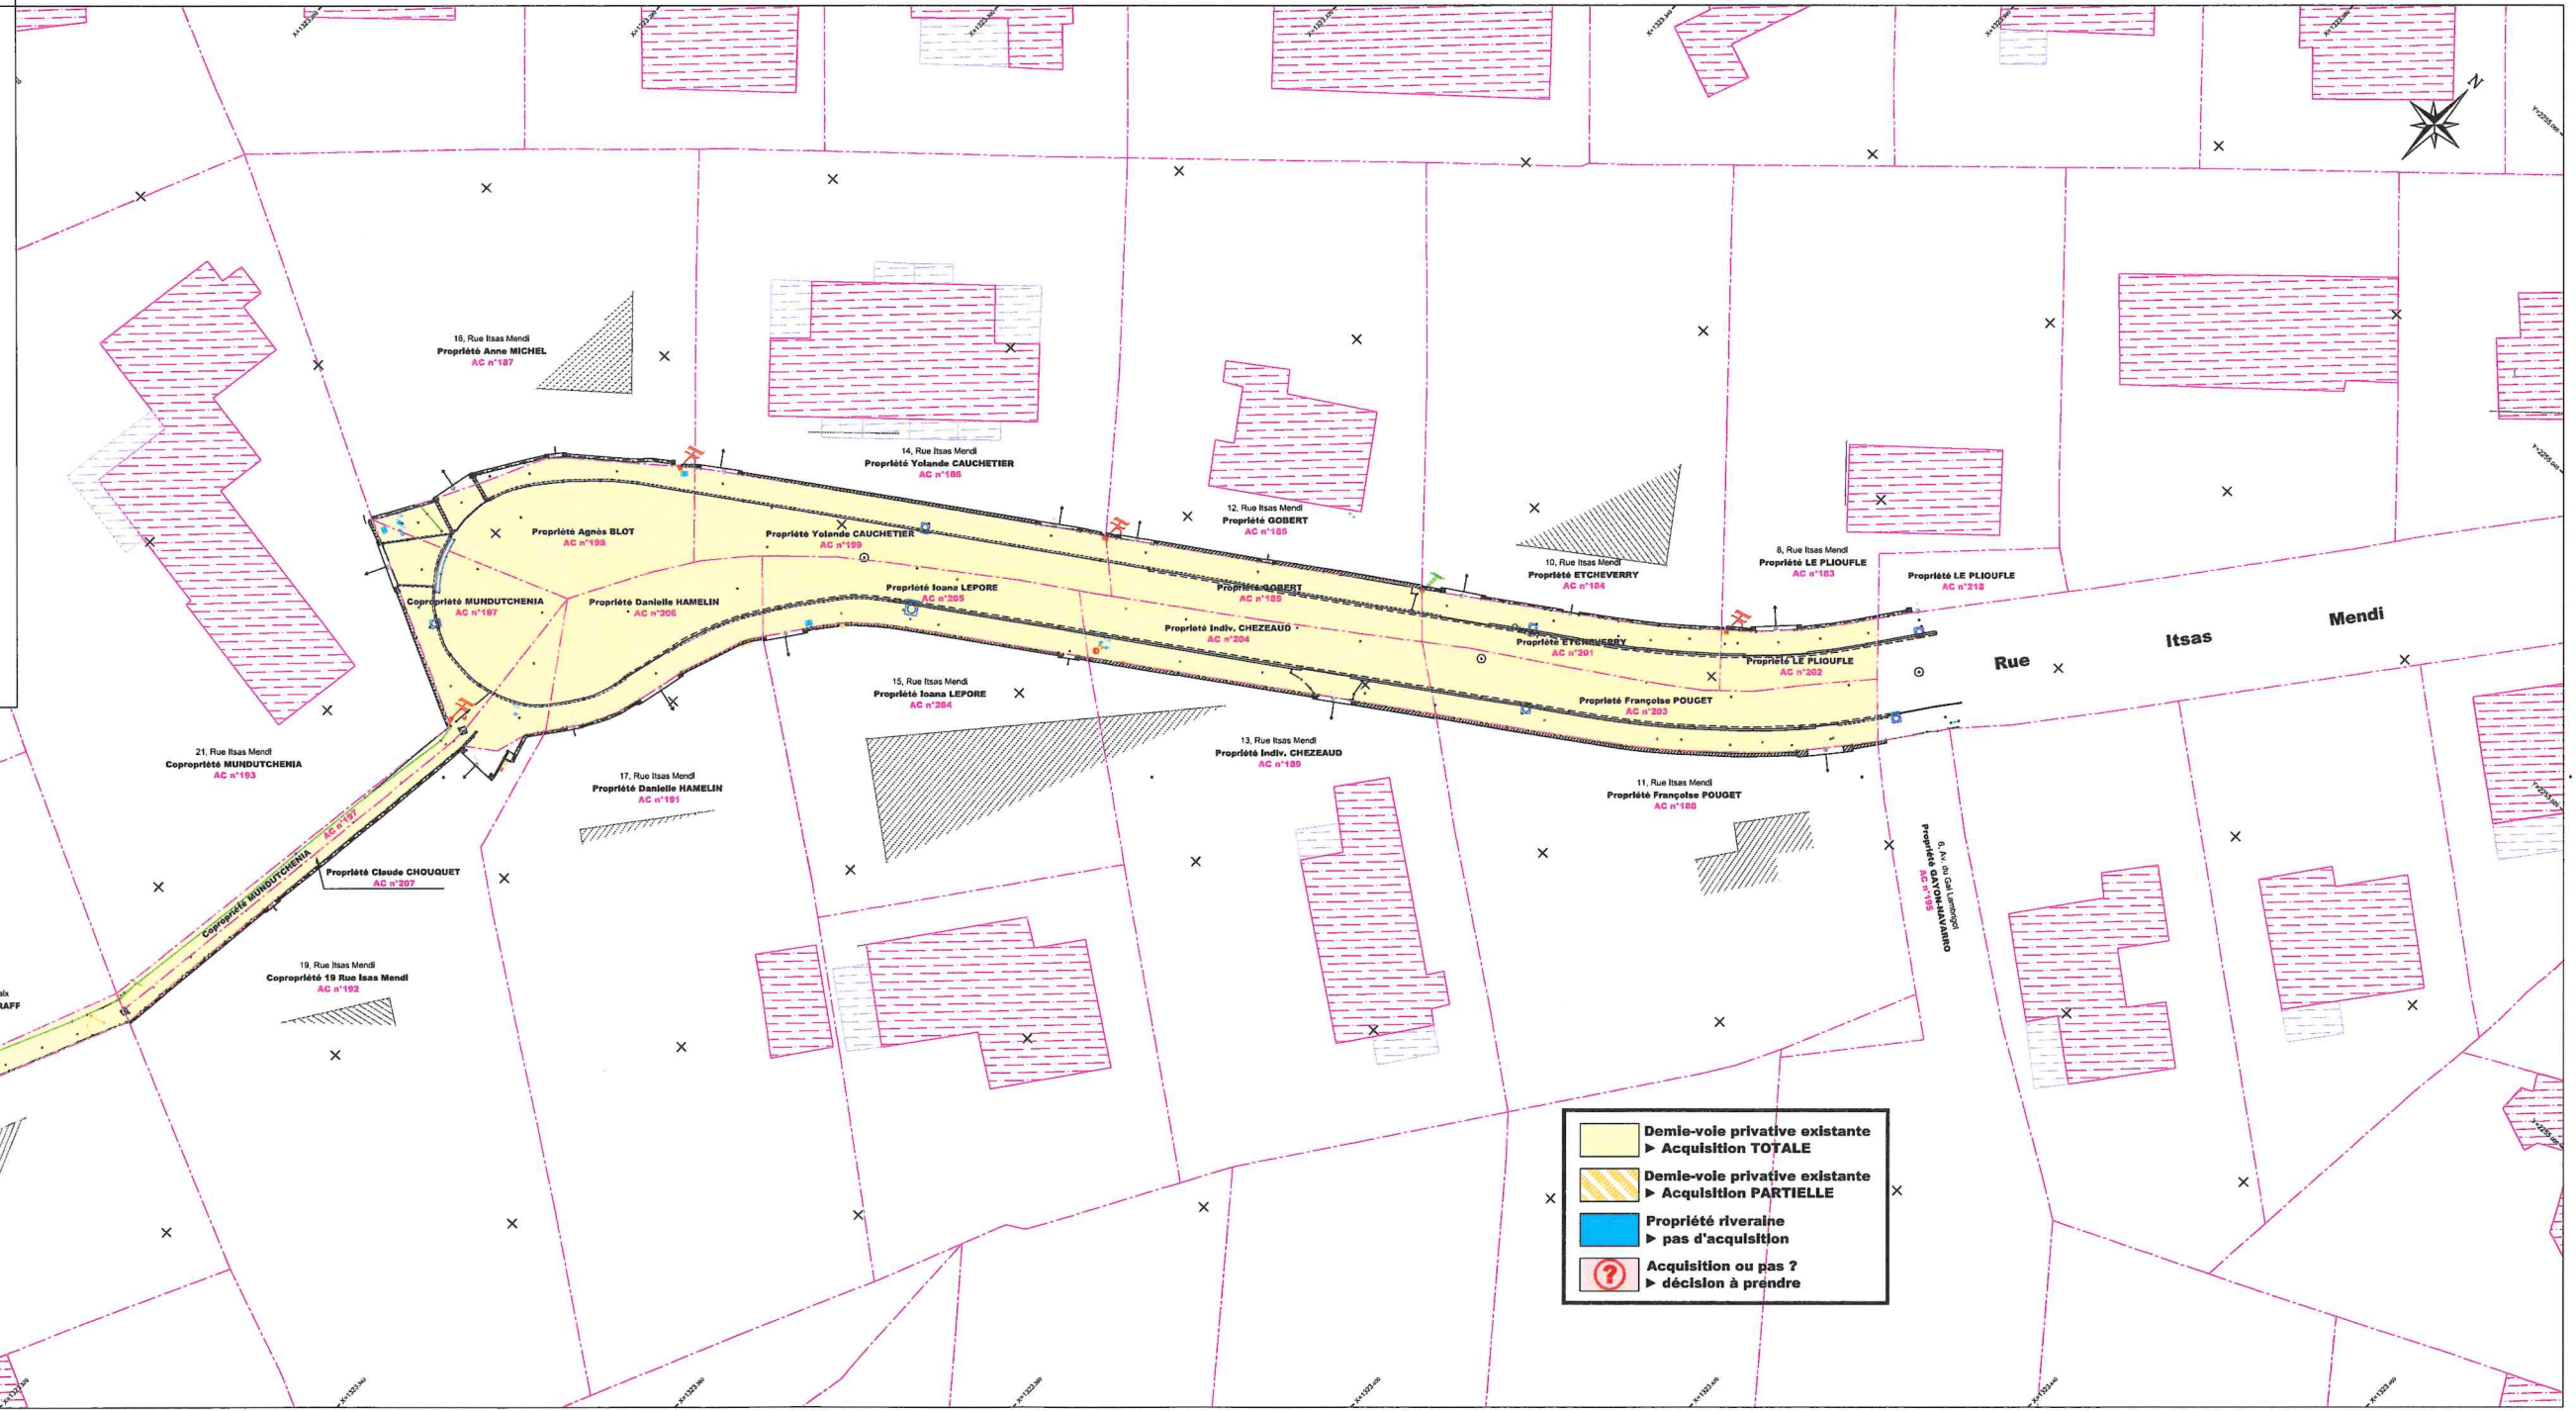 N
16, Rue Itsas Mendi
Propriété Anne MICHEL
AC n°187
14, Rue Itsas Mendi
Propriété Yolande CAUCHETIER
AC n°186
12, Rue Itsas Mendi
Propriété GOBERT
AC n°185
10, Rue Itsas Mendi
Propriété ETCHEVERRY
AC n°184
8, Rue Itsas Mendi
Propriété LE PLIOUFLE
AC n°183
Propriété LE PLIOUFLE
AC n°218
Rue Itsas Mendi
Propriété Agnès BLOT
AC n°198
Propriété Yolande CAUCHETIER
AC n°199
Propriété Ioana LEPORE
AC n°205
Propriété GOBERT
Copropriété MUNDUTCHENIA
AC n°197
Propriété Danielle HAMELIN
AC n°206
Propriété Indiv. CHEZEAUD
AC n°204
Propriété ETCHEVERRY
AC n°201
Propriété LE PLIOUFLE
AC n°202
Propriété Françoise POUGET
AC n°203
15, Rue Itsas Mendi
Propriété Ioana LEPORE
AC n°264
13, Rue Itsas Mendi
Propriété Indiv. CHEZEAUD
AC n°189
21, Rue Itsas Mendi
Copropriété MUNDUTCHENIA
AC n°193
17, Rue Itsas Mendi
Propriété Danielle HAMELIN
AC n°191
11, Rue Itsas Mendi
Propriété Françoise POUGET
AC n°188
6, Av. du Gal Lambrigot
Propriété GAYON-NAVARRO
AC n°195
AC n°197
Copropriété MUNDUTCHENIA
Propriété Claude CHOUQUET
AC n°207
19, Rue Itsas Mendi
Copropriété 19 Rue Isas Mendi
AC n°192
RAFF
Demie-voie privative existante
► Acquisition TOTALE
Demie-voie privative existante
► Acquisition PARTIELLE
Propriété riveraine
► pas d'acquisition
?
Acquisition ou pas ?
► décision à prendre